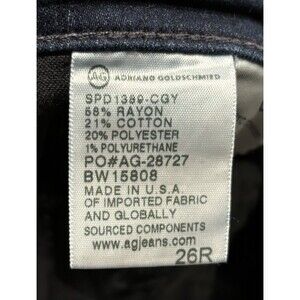 AG ADRIANO GOLDSCHMIED
SPD1389-CGY
58% RAYON
21% COTTON
20% POLYESTER
1% POLYURETHANE
PO#AG-28727
BW15808
MADE IN U.S.A.
OF IMPORTED FABRIC
AND GLOBALLY
SOURCED COMPONENTS
www.agjeans.com
26R